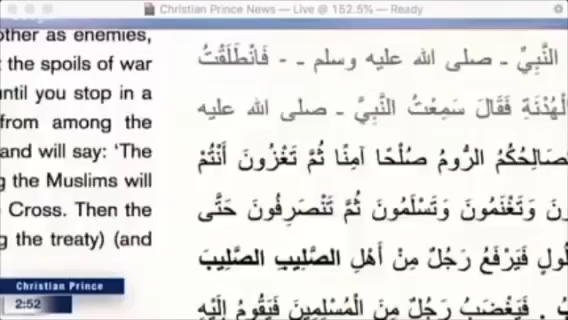 Christian Prince News — Live @ 152.5% — Ready
other as enemies,
the spoils of war
until you stop in a
from among the
and will say: 'The
the Muslims will
Cross. Then the
the treaty) (and
النَّبِيِّ ـ صلى الله عليه وسلم ـ - فَانْطَلَقْتُ
الْهُدْنَةِ فَقَالَ سَمِعْتُ النَّبِيَّ ـ صلى الله عليه
تُصَالِحُكُمُ الرُّومُ صُلْحًا آمِنًا ثُمَّ تَغْزُونَ أَنْتُمْ
وَتَغْنَمُونَ وَتَسْلَمُونَ ثُمَّ تَنْصَرِفُونَ حَتَّى
فَيَرْفَعُ رَجُلٌ مِنْ أَهْلِ الصَّلِيبِ الصَّلِيبَ
فَيَغْضَبُ رَجُلٌ مِنَ الْمُسْلِمِينَ فَيَقُومُ إِلَيْهِ
Christian Prince
2:52